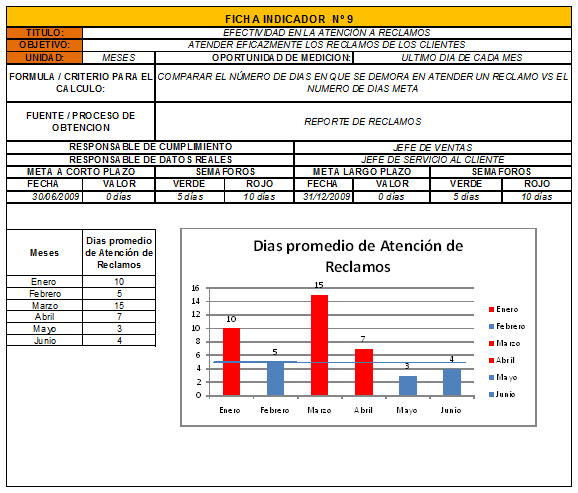 FICHA INDICADOR Nº 9
TITULO: EFECTIVIDAD EN LA ATENCIÓN A RECLAMOS
OBJETIVO: ATENDER EFICAZMENTE LOS RECLAMOS DE LOS CLIENTES
UNIDAD: MESES OPORTUNIDAD DE MEDICION: ULTIMO DIA DE CADA MES
FORMULA / CRITERIO PARA EL CALCULO: COMPARAR EL NÚMERO DE DIAS EN QUE SE DEMORA EN ATENDER UN RECLAMO VS EL NUMERO DE DIAS META
FUENTE / PROCESO DE OBTENCION REPORTE DE RECLAMOS
RESPONSABLE DE CUMPLIMIENTO JEFE DE VENTAS
RESPONSABLE DE DATOS REALES JEFE DE SERVICIO AL CLIENTE
META A CORTO PLAZO SEMAFOROS META LARGO PLAZO SEMAFOROS
FECHA VALOR VERDE ROJO FECHA VALOR VERDE ROJO
30/06/2009 0 días 5 días 10 días 31/12/2009 0 días 5 días 10 días
Meses Dias promedio de Atención de Reclamos
Enero 10
Febrero 5
Marzo 15
Abril 7
Mayo 3
Junio 4
Dias promedio de Atención de
Reclamos
16
14
12
10
8
6
4
2
0
10
5
15
7
3
4
Enero Febrero Marzo Abril Mayo Junio
Enero
Febrero
Marzo
Abril
Mayo
Junio